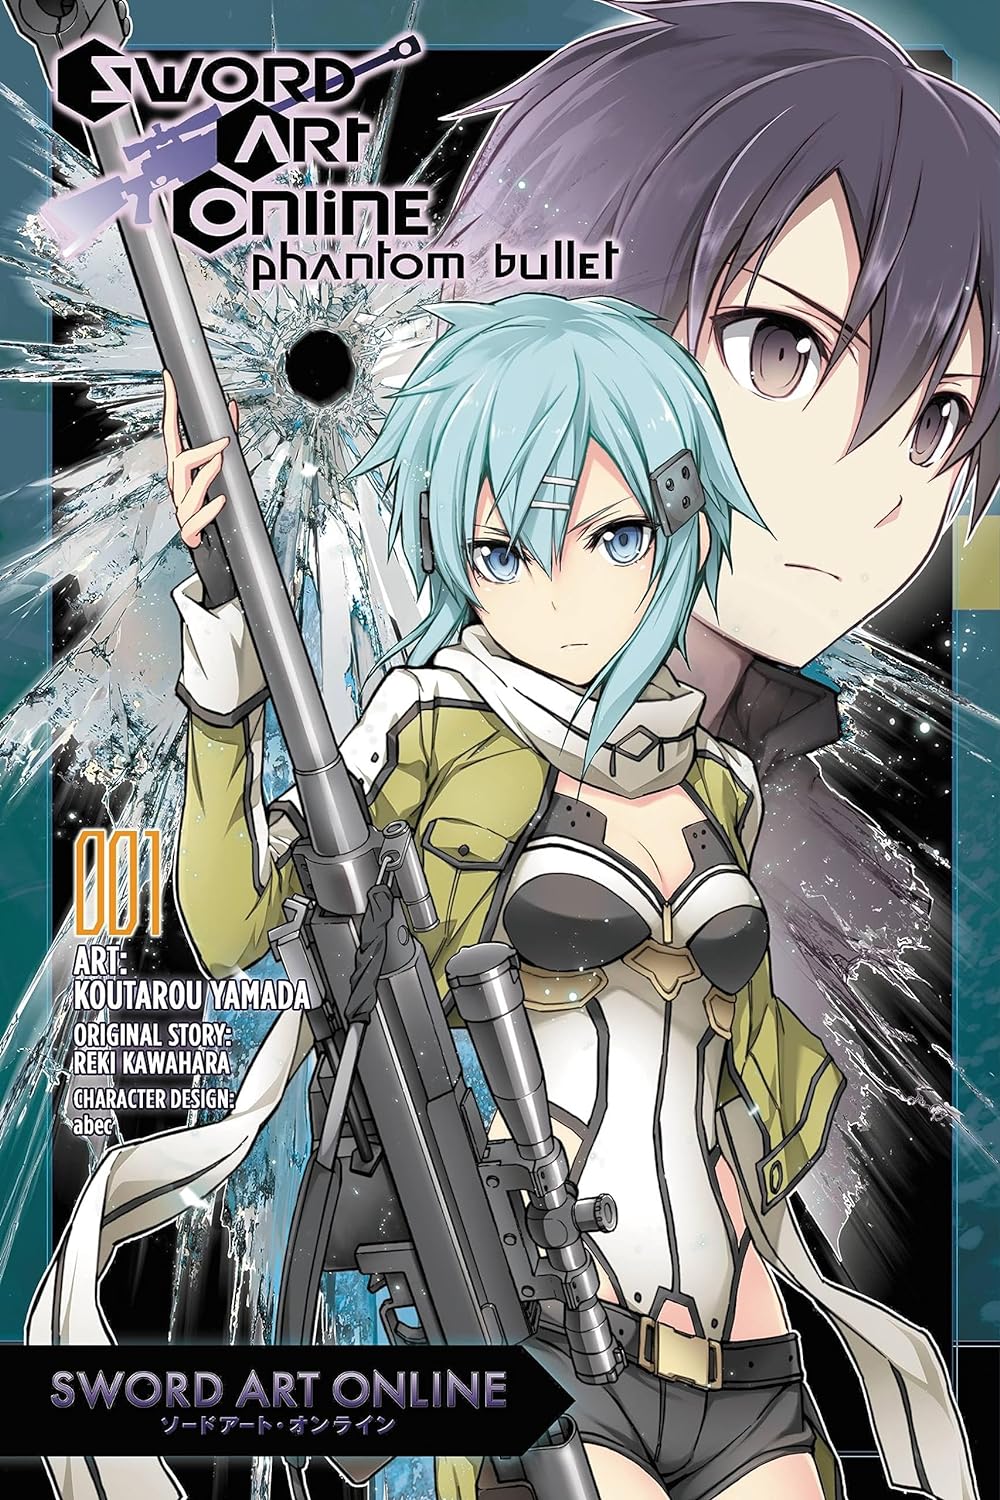 SWORD
ART
ONLINE
phantom bullet
001
ART:
KOUTAROU YAMADA
ORIGINAL STORY:
REKI KAWAHARA
CHARACTER DESIGN:
abec
SWORD ART ONLINE
ソードアート・オンライン